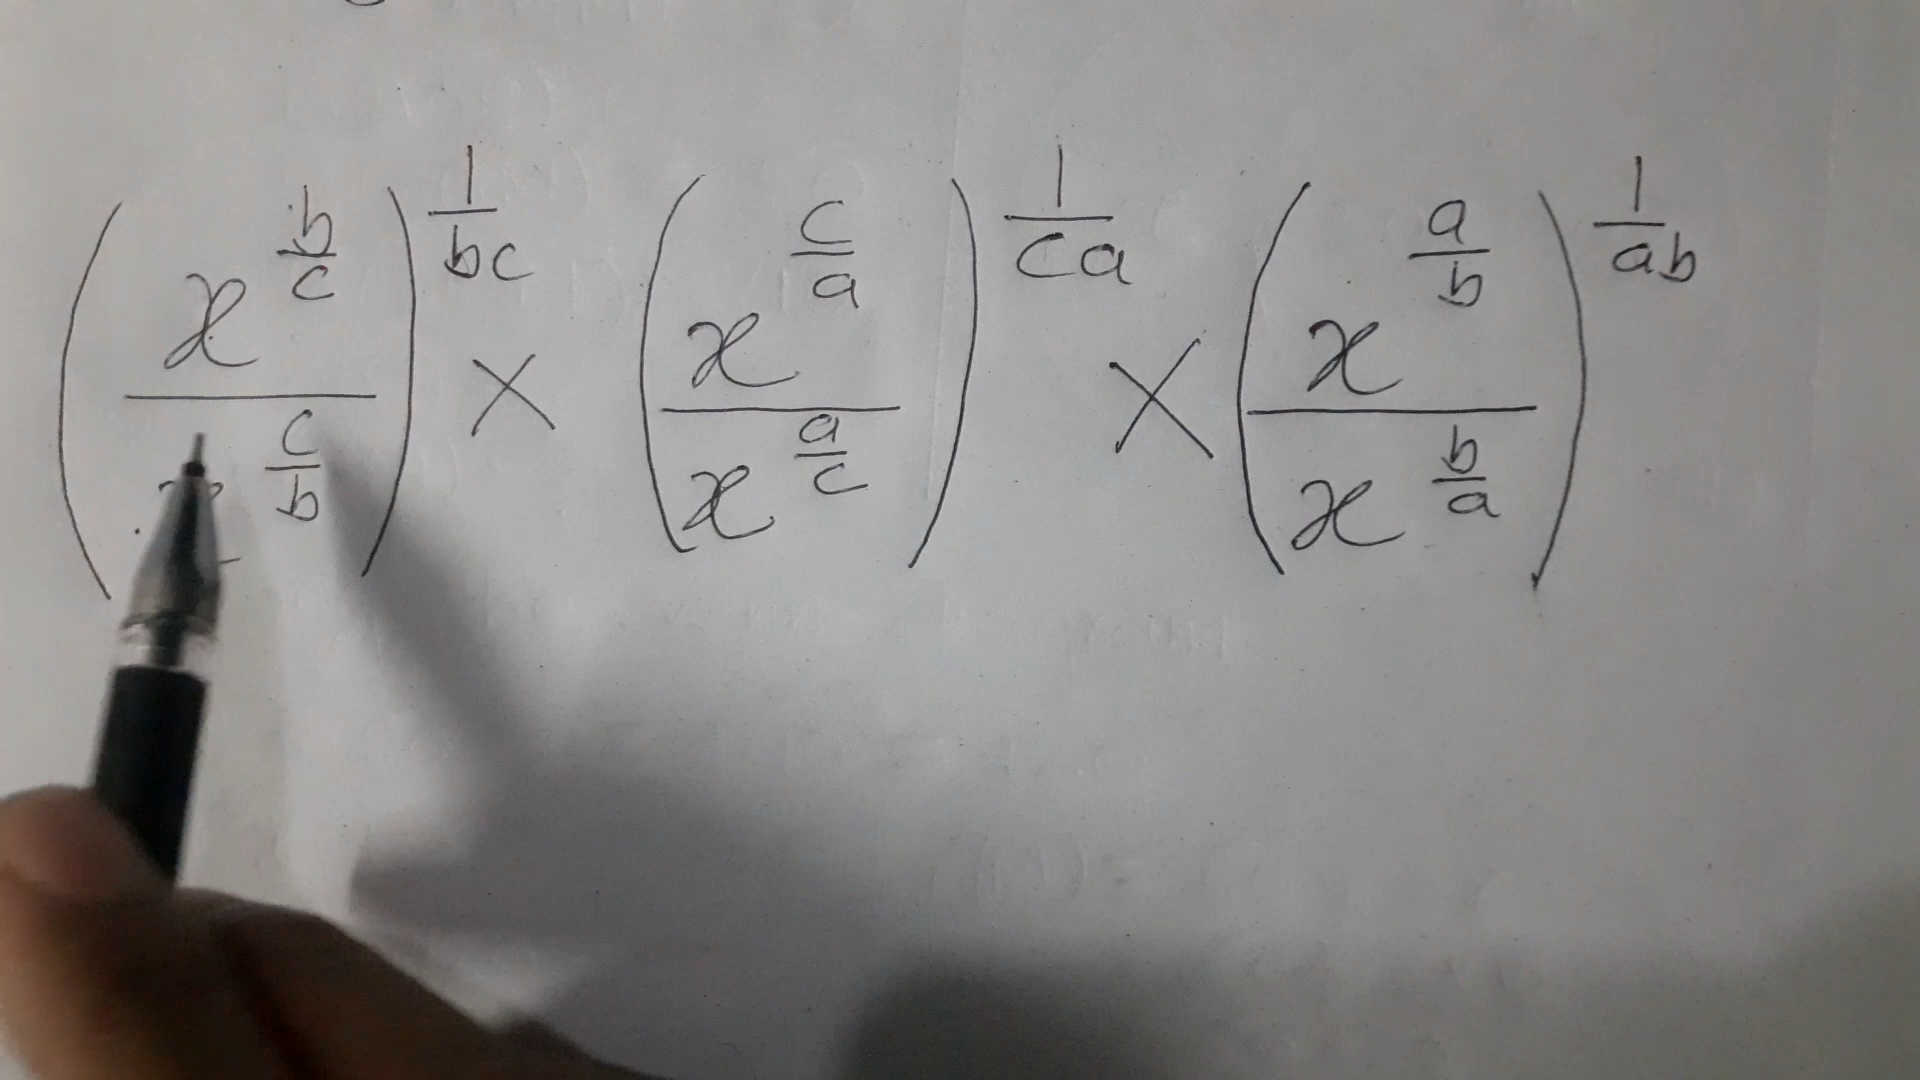 (x^{b/c} / x^{c/b})^{1/bc} × (x^{c/a} / x^{a/c})^{1/ca} × (x^{a/b} / x^{b/a})^{1/ab}